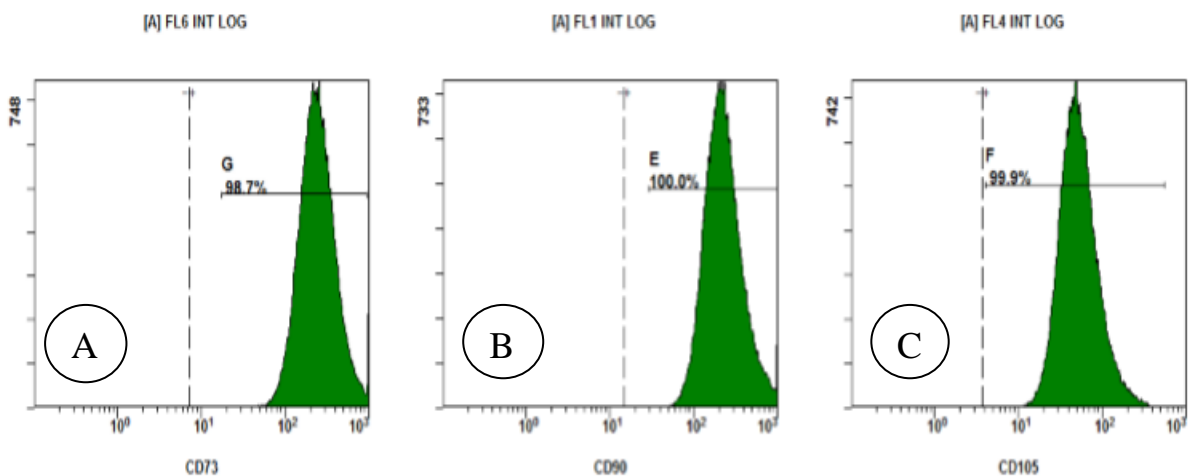 [A] FL6 INT LOG
748
G
98.7%
A
10⁰ 10¹ 10² 10³
CD73
[A] FL1 INT LOG
733
E
100.0%
B
10⁰ 10¹ 10² 10³
CD90
[A] FL4 INT LOG
742
F
99.9%
C
10⁰ 10¹ 10² 10³
CD105